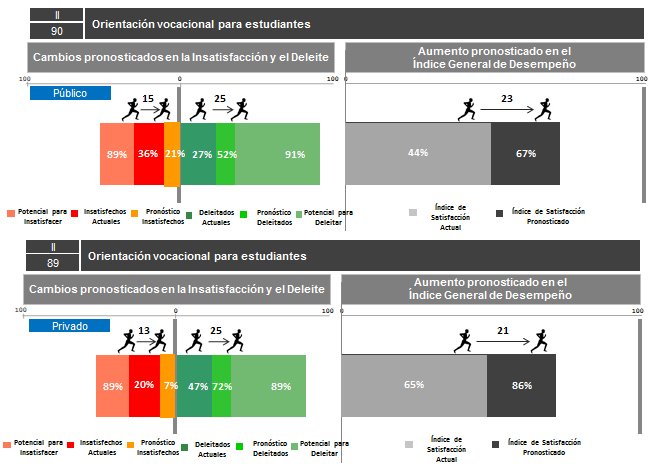 II
90
Orientación vocacional para estudiantes
Cambios pronosticados en la Insatisfacción y el Deleite
Aumento pronosticado en el
Índice General de Desempeño
100
0
100
0
100
Público
15
25
23
89%
36%
21%
27%
52%
91%
44%
67%
Potencial para
Insatisfacer
Insatisfechos
Actuales
Pronóstico
Insatisfechos
Deleitados
Actuales
Pronóstico
Deleitados
Potencial para
Deleitar
Índice de
Satisfacción
Actual
Índice de Satisfacción
Pronosticado
II
89
Orientación vocacional para estudiantes
Cambios pronosticados en la Insatisfacción y el Deleite
Aumento pronosticado en el
Índice General de Desempeño
100
0
100
0
100
Privado
13
25
21
89%
20%
7%
47%
72%
89%
65%
86%
Potencial para
Insatisfacer
Insatisfechos
Actuales
Pronóstico
Insatisfechos
Deleitados
Actuales
Pronóstico
Deleitados
Potencial para
Deleitar
Índice de
Satisfacción
Actual
Índice de Satisfacción
Pronosticado